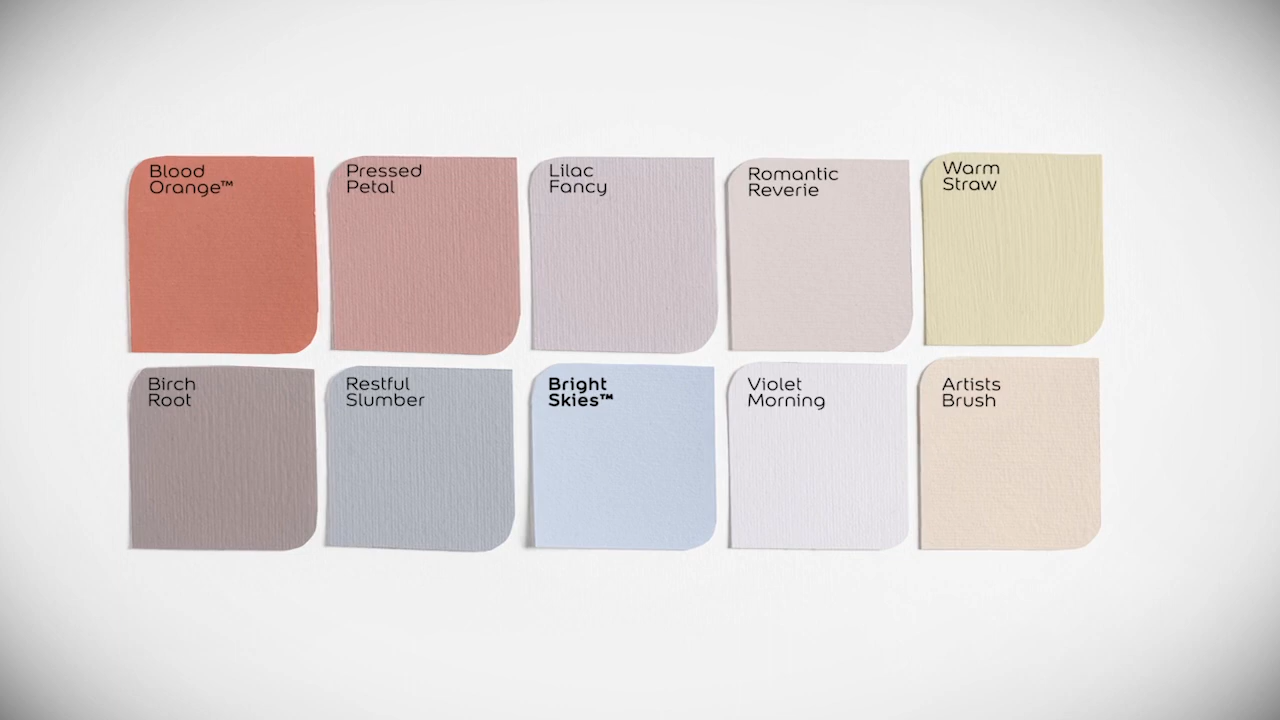 Blood
Orange™
Pressed
Petal
Lilac
Fancy
Romantic
Reverie
Warm
Straw
Birch
Root
Restful
Slumber
Bright
Skies™
Violet
Morning
Artists
Brush